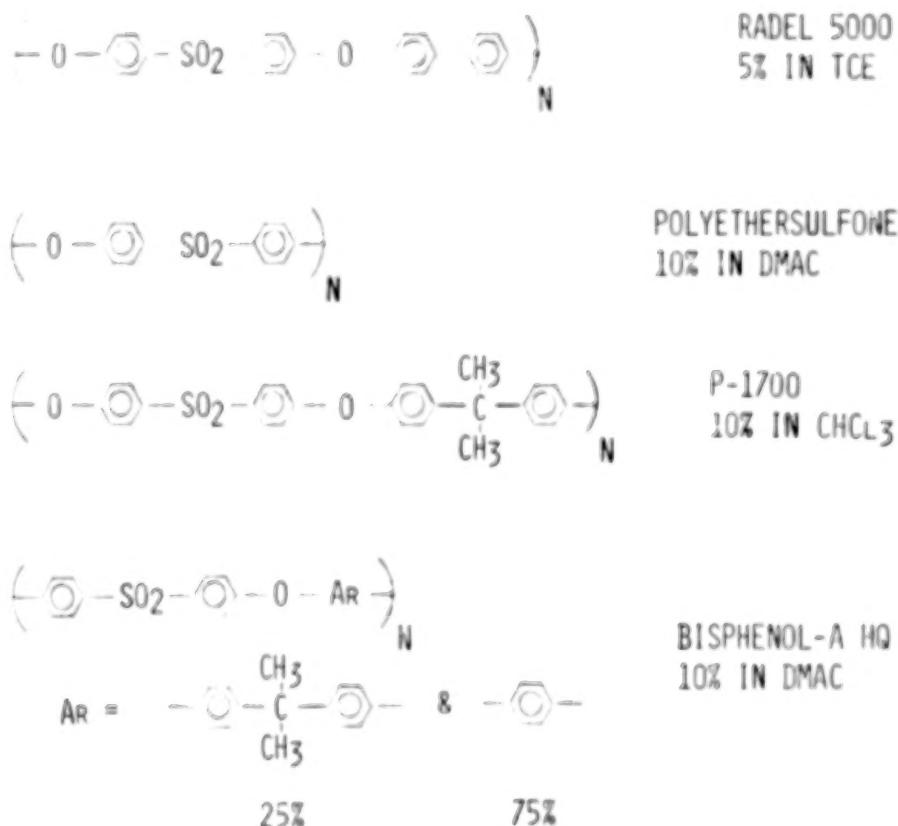 O SO2 O N RADEL 5000
5% IN TCE
O SO2 N POLYETHERSULFONE
10% IN DMAC
CH3
O SO2 O C N P-1700
CH3 10% IN CHCL3
SO2 O AR N
BISPHENOL-A HQ
10% IN DMAC
CH3
AR = C &
CH3
25% 75%